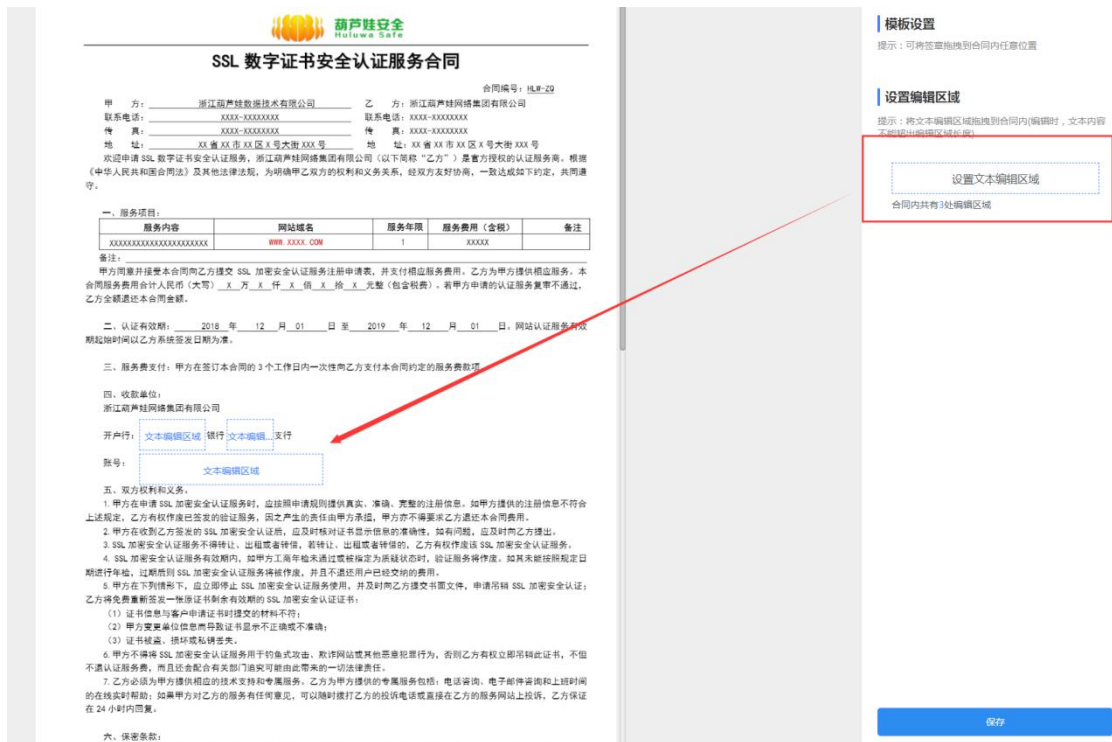 葫芦娃安全
Huluwa Safe
SSL 数字证书安全认证服务合同
合同编号：HLW-ZQ
甲 方：浙江葫芦娃数据技术有限公司 乙 方：浙江葫芦娃网络集团有限公司
联系电话：XXXX-XXXXXXXX 联系电话：XXXX-XXXXXXXX
传 真：XXXX-XXXXXXXX 传 真：XXXX-XXXXXXXX
地 址：XX 省 XX 市 XX 区 X 号大街 XXX 号 地 址：XX 省 XX 市 XX 区 X 号大街 XXX 号
欢迎申请 SSL 数字证书安全认证服务，浙江葫芦娃网络集团有限公司（以下简称“乙方”）是官方授权的认证服务商。根据
《中华人民共和国合同法》及其他法律法规，为明确甲乙双方的权利和义务关系，经双方友好协商，一致达成如下约定，共同遵
守。
一、服务项目：
服务内容 网站域名 服务年限 服务费用（含税） 备注
XXXXXXXXXXXXXXXXXXXXXX WWW.XXXX.COM 1 XXXXX
备注：
甲方同意并接受本合同向乙方提交 SSL 加密安全认证服务注册申请表，并支付相应服务费用。乙方为甲方提供相应服务。本
合同服务费用合计人民币（大写） X 万 X 仟 X 佰 X 拾 X 元整（包含税费）。若甲方申请的认证服务复审不通过，
乙方全额退还本合同金额。
二、认证有效期： 2018 年 12 月 01 日 至 2019 年 12 月 01 日。网站认证服务有效
期起始时间以乙方系统签发日期为准。
三、服务费支付：甲方在签订本合同的 3 个工作日内一次性向乙方支付本合同约定的服务费款项
四、收款单位：
浙江葫芦娃网络集团有限公司
开户行：文本编辑区域 银行 文本编辑... 支行
账号：
文本编辑区域
五、双方权利和义务。
1. 甲方在申请 SSL 加密安全认证服务时，应按照申请规则提供真实、准确、完整的注册信息。如甲方提供的注册信息不符合
上述规定，乙方有权作废已签发的验证服务，因之产生的责任由甲方承担，甲方亦不得要求乙方退还本合同费用。
2. 甲方在收到乙方签发的 SSL 加密安全认证后，应及时核对证书显示信息的准确性，如有问题，应及时向乙方提出。
3. SSL 加密安全认证服务不得转让、出租或者转借，若转让、出租或者转借的，乙方有权作废该 SSL 加密安全认证服务。
4. SSL 加密安全认证服务有效期内，如甲方工商年检未通过或被指定为质疑状态时，验证服务将作废。如其未能按照规定日
期进行年检，过期后则 SSL 加密安全认证服务将被作废，并且不退还用户已经交纳的费用。
5. 甲方在下列情形下，应立即停止 SSL 加密安全认证服务使用，并及时向乙方提交书面文件，申请吊销 SSL 加密安全认证；
乙方将免费重新签发一张原证书剩余有效期的 SSL 加密安全认证证书：
（1）证书信息与客户申请证书时提交的材料不符；
（2）甲方变更单位信息而导致证书显示不正确或不准确；
（3）证书被盗、损坏或私钥丢失。
6. 甲方不得将 SSL 加密安全认证服务用于钓鱼式攻击、欺诈网站或其他恶意犯罪行为，否则乙方有权立即吊销此证书，不但
不退认证服务费，而且还会配合有关部门追究可能由此带来的一切法律责任。
7. 乙方必须为甲方提供相应的技术支持和专属服务。乙方为甲方提供的专属服务包括：电话咨询、电子邮件咨询和上班时间
的在线实时帮助；如果甲方对乙方的服务有任何意见，可以随时拨打乙方的投诉电话或直接在乙方的服务网站上投诉，乙方保证
在 24 小时内回复。
六、保密条款：
模板设置
提示：可将签章拖拽到合同内任意位置
设置编辑区域
提示：将文本编辑区域拖拽到合同内(编辑时，文本内容
不能超出编辑区域长度)
设置文本编辑区域
合同内共有3处编辑区域
保存